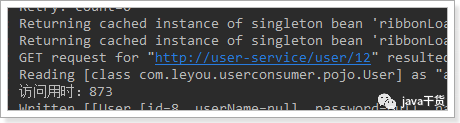 Retry: count=0
Returning cached instance of singleton bean 'ribbonLoa
Returning cached instance of singleton bean 'ribbonLoa
GET request for "http://user-service/user/12" resulted
Reading [class com.leyou.userconsumer.pojo.User] as "a
访问用时：873
Written [[User [id=8, userName=null, password=null, na
java干货